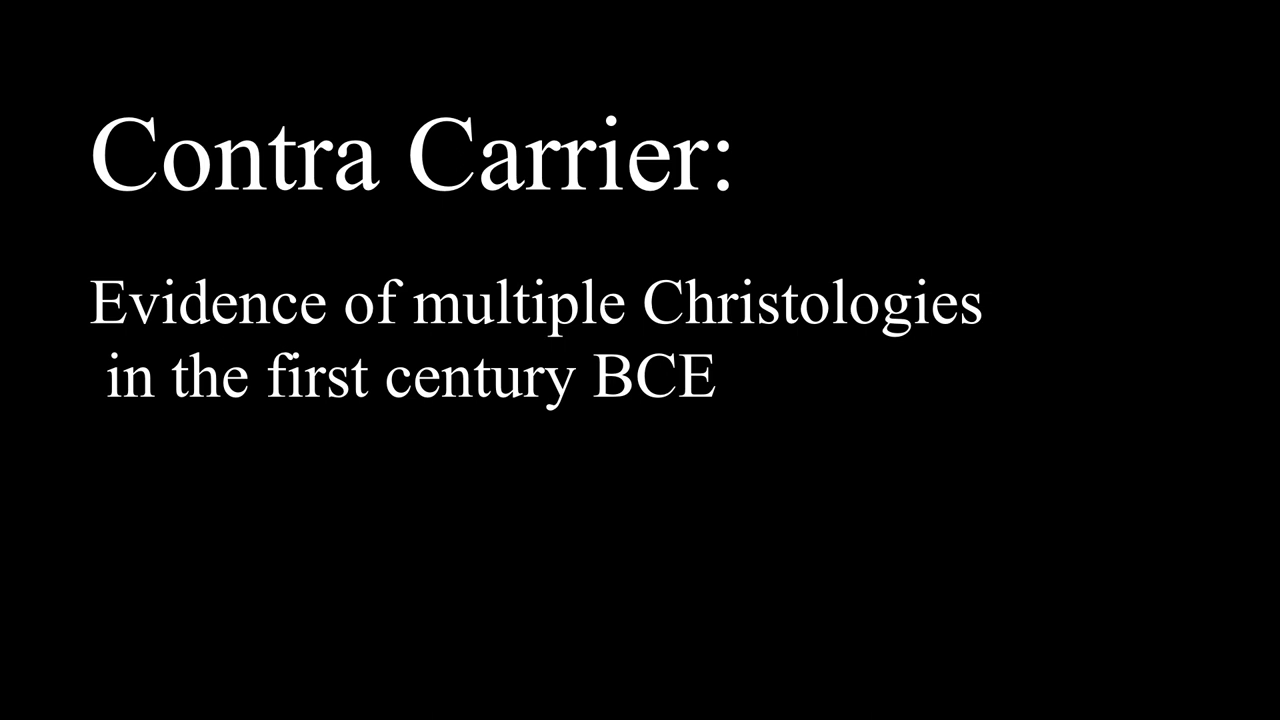 Contra Carrier:
Evidence of multiple Christologies
in the first century BCE